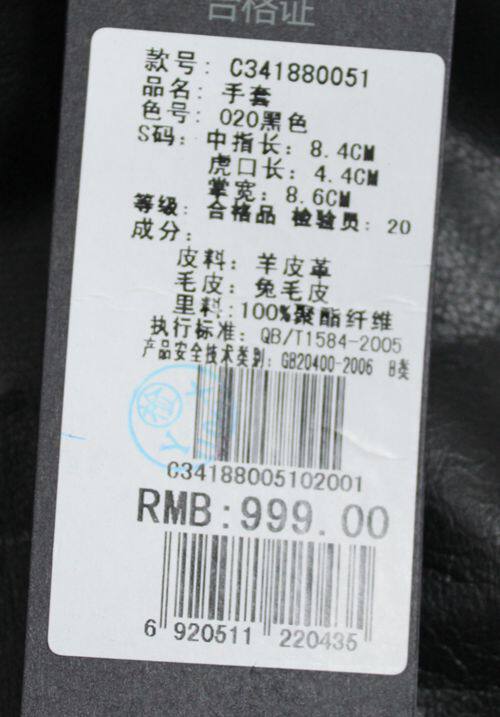 合格证
款号: C341880051
品名: 手套
色号: 020黑色
S码: 中指长: 8.4CM
虎口长: 4.4CM
掌宽: 8.6CM
等级: 合格品 检验员: 20
成分:
皮料: 羊皮革
毛皮: 兔毛皮
里料:100%聚酯纤维
执行标准: QB/T1584-2005
产品安全技术类别: GB20400-2006 B类
C34188005102001
RMB:999.00
6 920511 220435